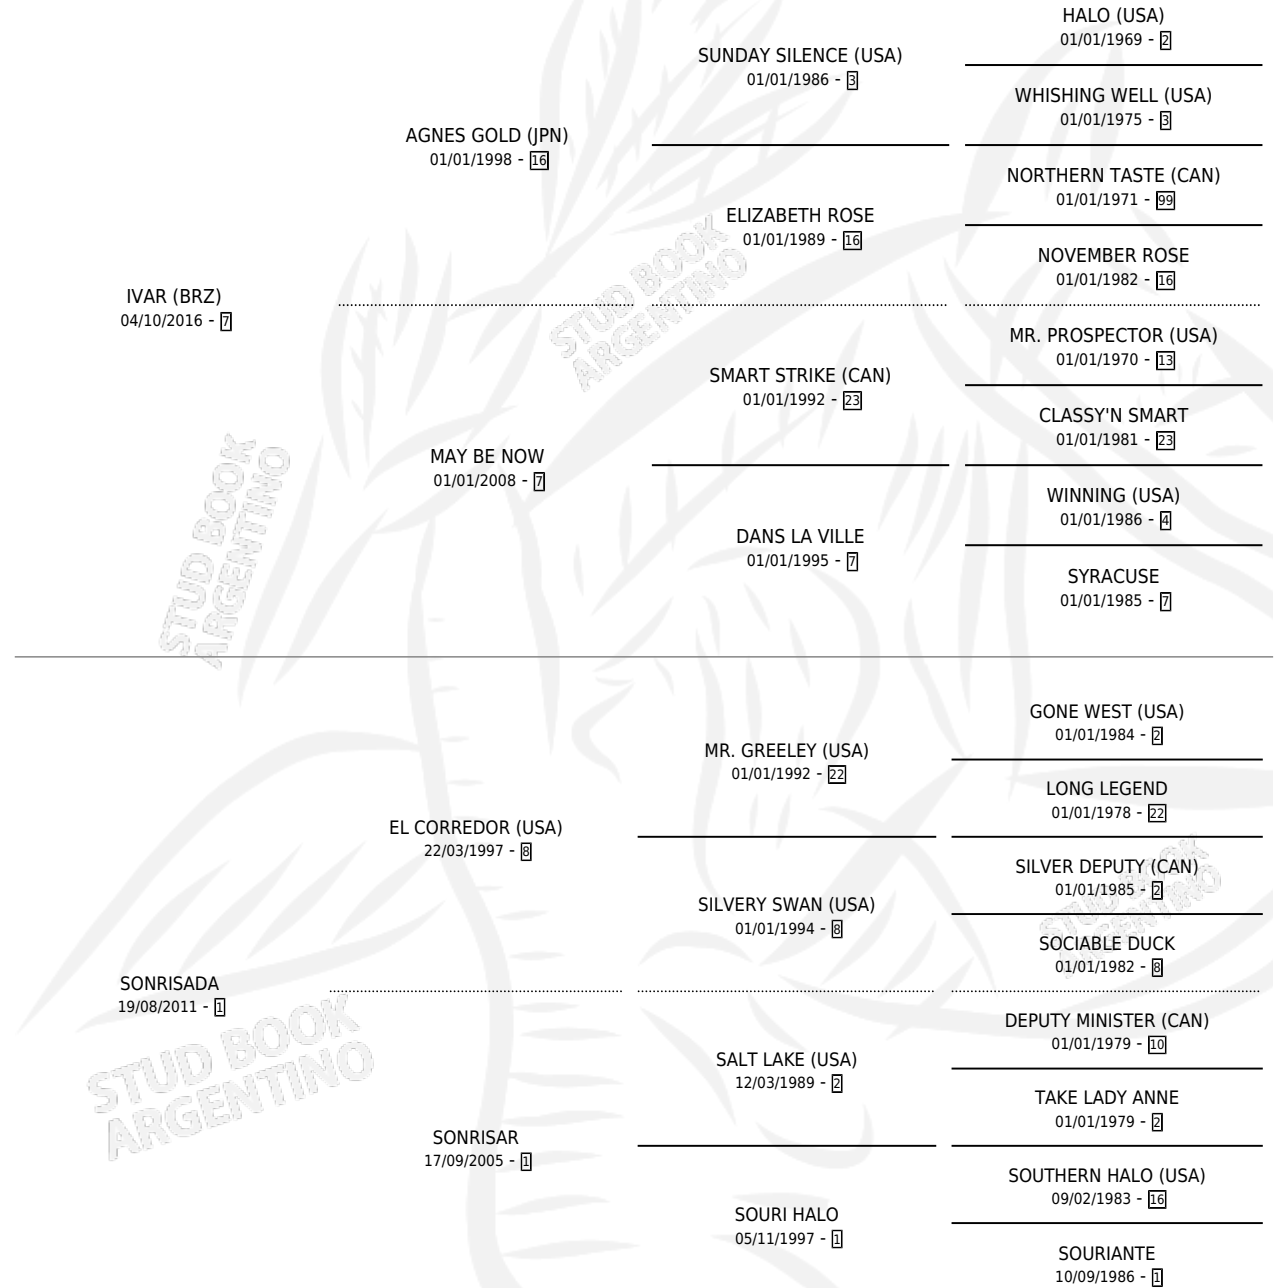 HALO (USA)
01/01/1969 - 2
SUNDAY SILENCE (USA)
01/01/1986 - 3
WHISHING WELL (USA)
01/01/1975 - 3
AGNES GOLD (JPN)
01/01/1998 - 16
NORTHERN TASTE (CAN)
01/01/1971 - 99
ELIZABETH ROSE
01/01/1989 - 16
NOVEMBER ROSE
01/01/1982 - 16
IVAR (BRZ)
04/10/2016 - 7
STUD BOOK
ARGENTINO
MR. PROSPECTOR (USA)
01/01/1970 - 13
SMART STRIKE (CAN)
01/01/1992 - 23
CLASSY'N SMART
01/01/1981 - 23
MAY BE NOW
01/01/2008 - 7
WINNING (USA)
01/01/1986 - 4
DANS LA VILLE
01/01/1995 - 7
SYRACUSE
01/01/1985 - 7
STUD BOOK
ARGENTINO
GONE WEST (USA)
01/01/1984 - 2
MR. GREELEY (USA)
01/01/1992 - 22
LONG LEGEND
01/01/1978 - 22
EL CORREDOR (USA)
22/03/1997 - 8
SILVER DEPUTY (CAN)
01/01/1985 - 2
SILVERY SWAN (USA)
01/01/1994 - 8
STUD BOOK
ARGENTINO
SOCIABLE DUCK
01/01/1982 - 8
SONRISADA
19/08/2011 - 1
DEPUTY MINISTER (CAN)
01/01/1979 - 10
SALT LAKE (USA)
12/03/1989 - 2
TAKE LADY ANNE
01/01/1979 - 2
STUD BOOK
ARGENTINO
SONRISAR
17/09/2005 - 1
SOUTHERN HALO (USA)
09/02/1983 - 16
SOURI HALO
05/11/1997 - 1
SOURIANTE
10/09/1986 - 1